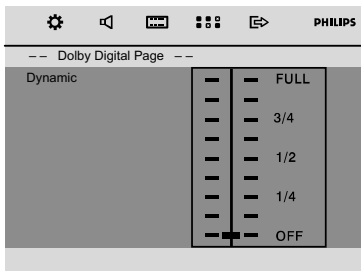 PHILIPS
-- Dolby Digital Page --
Dynamic
FULL
3/4
1/2
1/4
OFF